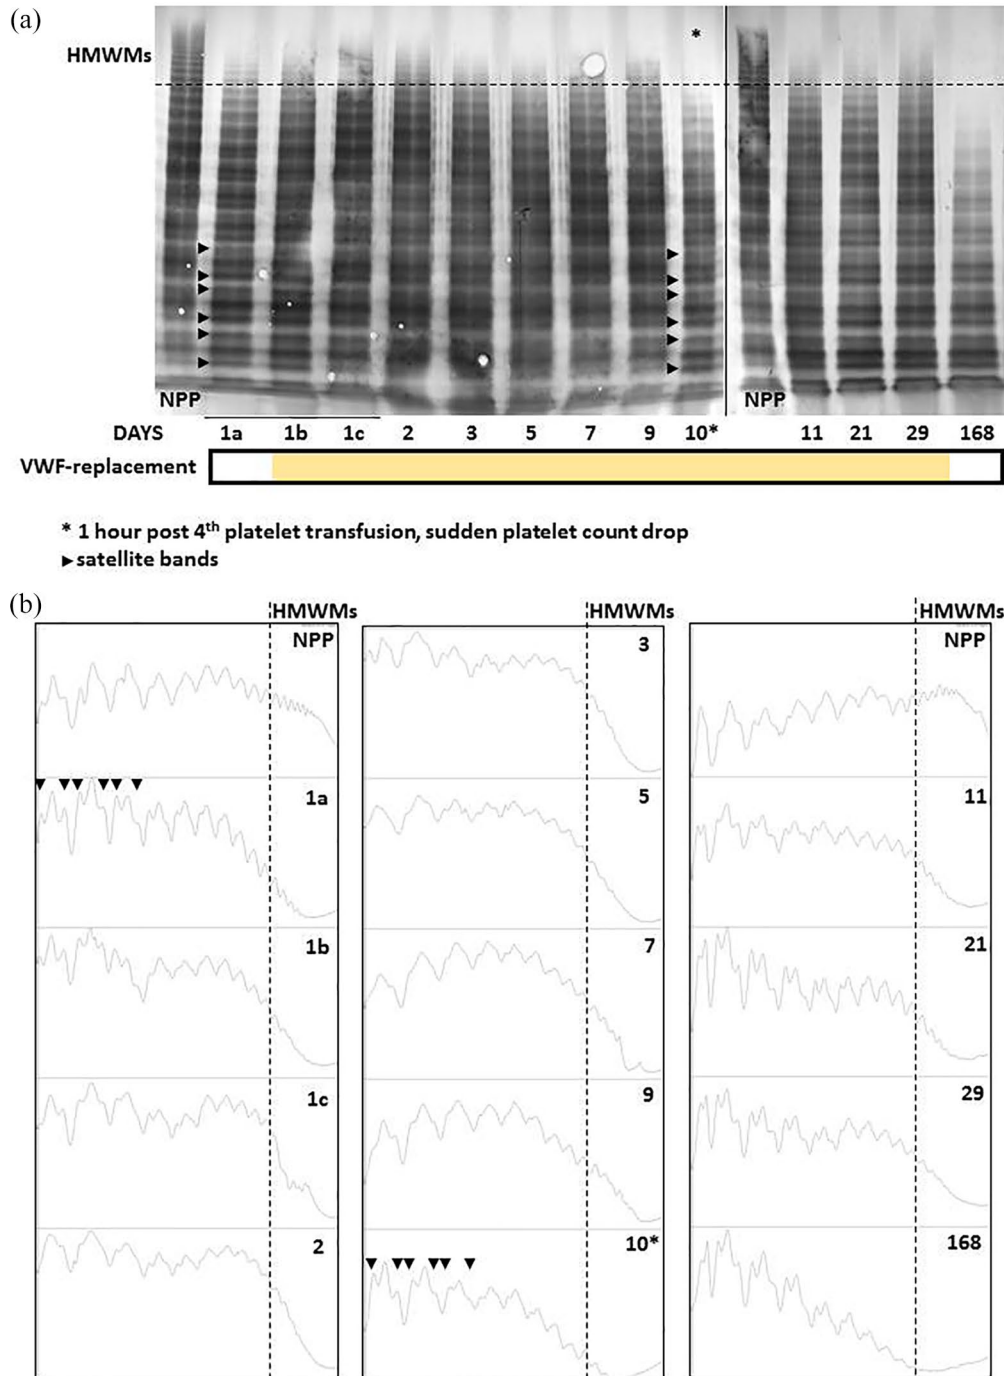 (a)
HMWMs
*
NPP
NPP
DAYS 1a 1b 1c 2 3 5 7 9 10* 11 21 29 168
VWF-replacement
* 1 hour post 4th platelet transfusion, sudden platelet count drop
►satellite bands
(b)
HMWMs HMWMs HMWMs
NPP 3 NPP
1a 5 11
1b 7 21
1c 9 29
2 10* 168